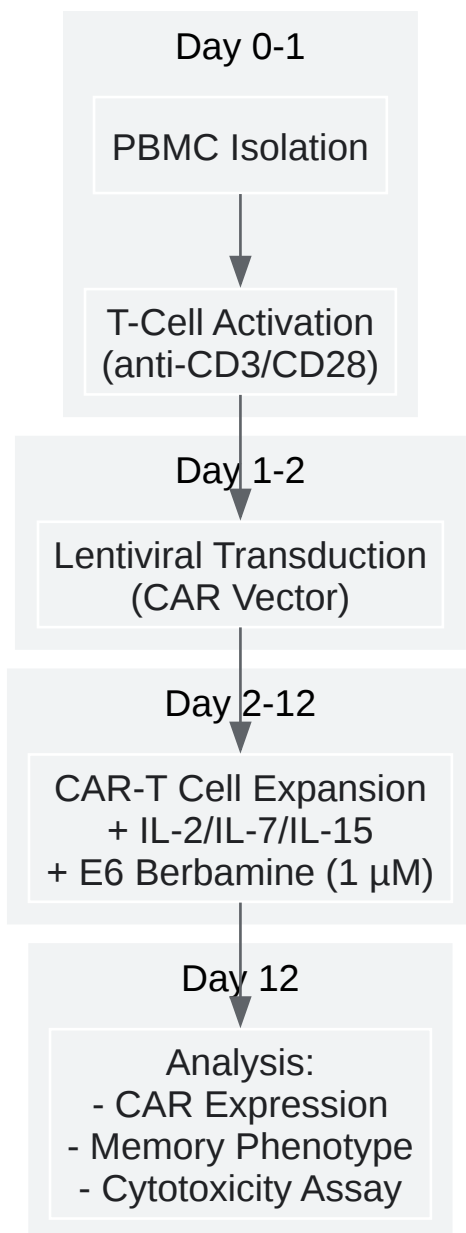 Day 0-1
PBMC Isolation
T-Cell Activation
(anti-CD3/CD28)
Day 1-2
Lentiviral Transduction
(CAR Vector)
Day 2-12
CAR-T Cell Expansion
+ IL-2/IL-7/IL-15
+ E6 Berbamine (1 µM)
Day 12
Analysis:
- CAR Expression
- Memory Phenotype
- Cytotoxicity Assay